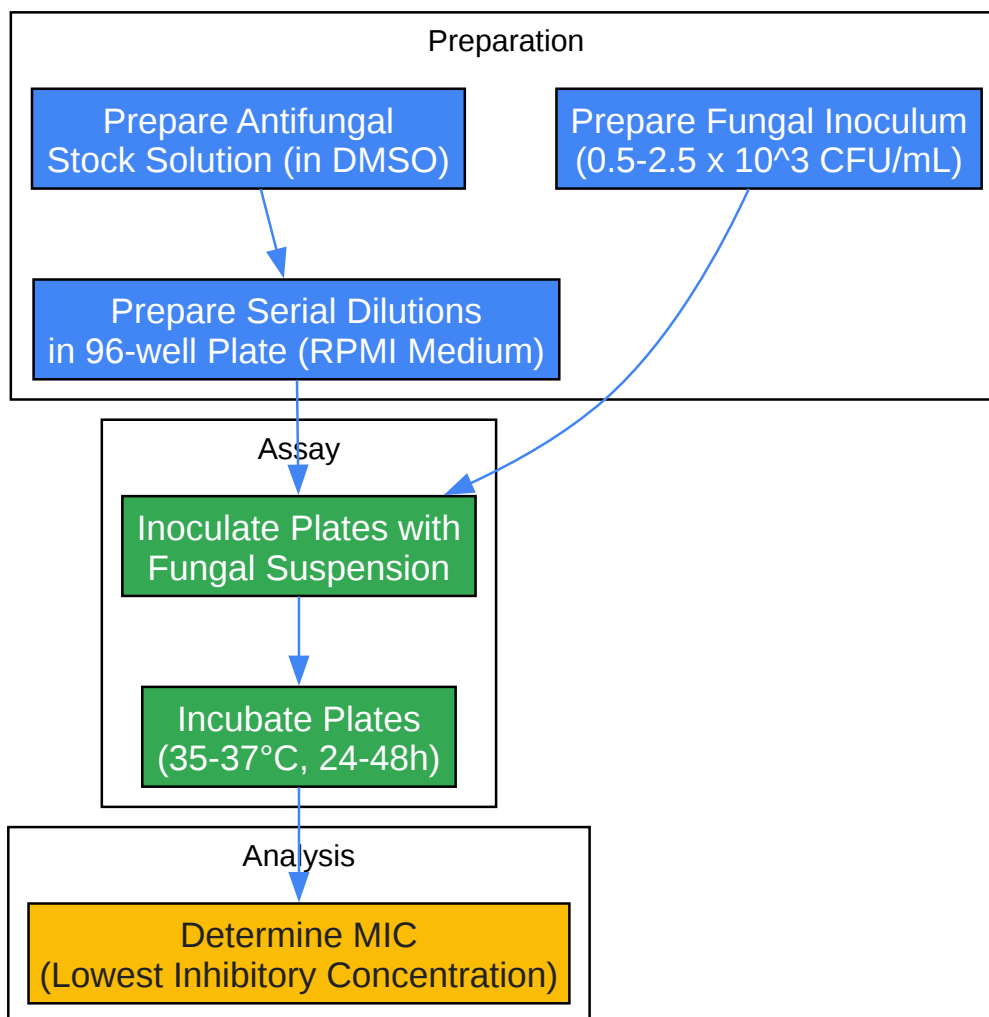 Preparation
Prepare Antifungal
Stock Solution (in DMSO)
Prepare Fungal Inoculum
(0.5-2.5 x 10^3 CFU/mL)
Prepare Serial Dilutions
in 96-well Plate (RPMI Medium)
Assay
Inoculate Plates with
Fungal Suspension
Incubate Plates
(35-37°C, 24-48h)
Analysis
Determine MIC
(Lowest Inhibitory Concentration)